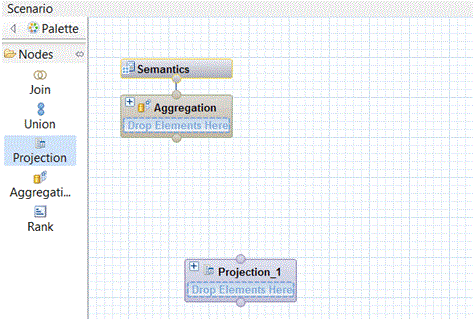 Scenario
Palette
Nodes
Join
Union
Projection
Aggregati...
Rank
Semantics
Aggregation
Drop Elements Here
Projection_1
Drop Elements Here